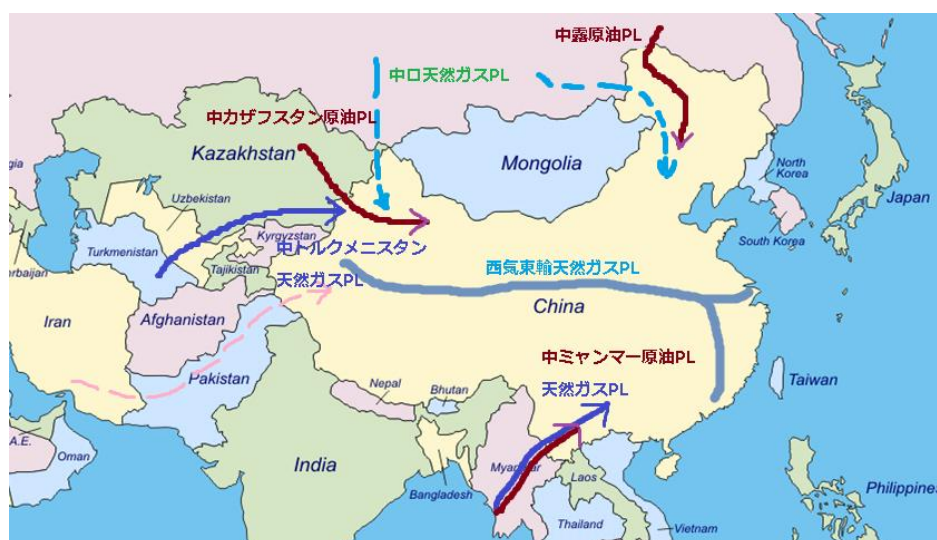 中露原油PL
中ロ天然ガスPL
中カザフスタン原油PL
Kazakhstan
Mongolia
North
Korea
Japan
South Korea
Uzbekistan
Kyrgyzstan
Turkmenistan
Tajikistan
中トルクメニスタン
天然ガスPL
西気東輸天然ガスPL
China
Iran
Afghanistan
Pakistan
中ミャンマー原油PL
天然ガスPL
Nepal
Bhutan
Taiwan
A.E.
Oman
India
Bangladesh
Myanmar
Laos
Thailand
Vietnam
Philippines
gia
erbaijan